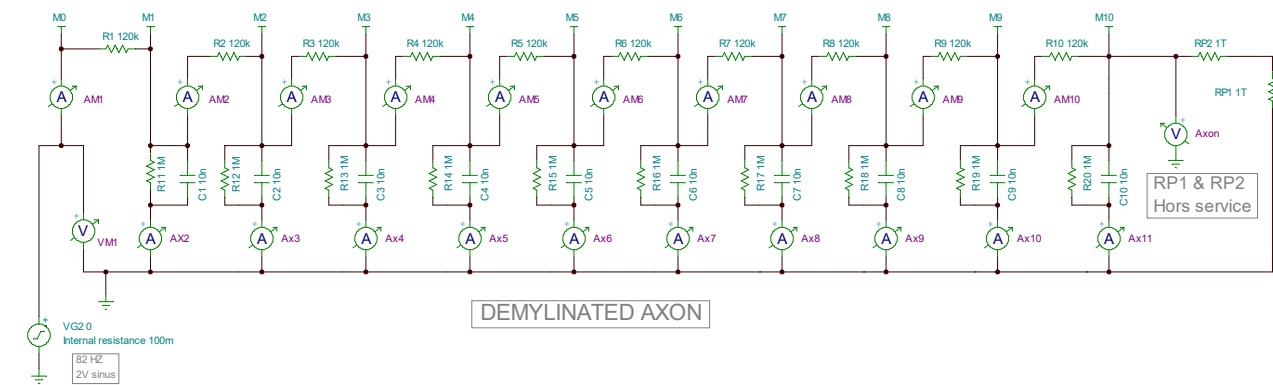 M0 M1 M2 M3 M4 M5 M6 M7 M8 M9 M10
R1 120k R2 120k R3 120k R4 120k R5 120k R6 120k R7 120k R8 120k R9 120k R10 120k RP2 1T
RP1 1T
A AM1 A AM2 A AM3 A AM4 A AM5 A AM6 A AM7 A AM8 A AM9 A AM10
V Axon
R11 1M C1 10n R12 1M C2 10n R13 1M C3 10n R14 1M C4 10n R15 1M C5 10n R16 1M C6 10n R17 1M C7 10n R18 1M C8 10n R19 1M C9 10n R20 1M C10 10n
RP1 & RP2
Hors service
V VM1 A AX2 A Ax3 A Ax4 A Ax5 A Ax6 A Ax7 A Ax8 A Ax9 A Ax10 A Ax11
DEMYLINATED AXON
VG2 0
Internal resistance 100m
82 HZ
2V sinus